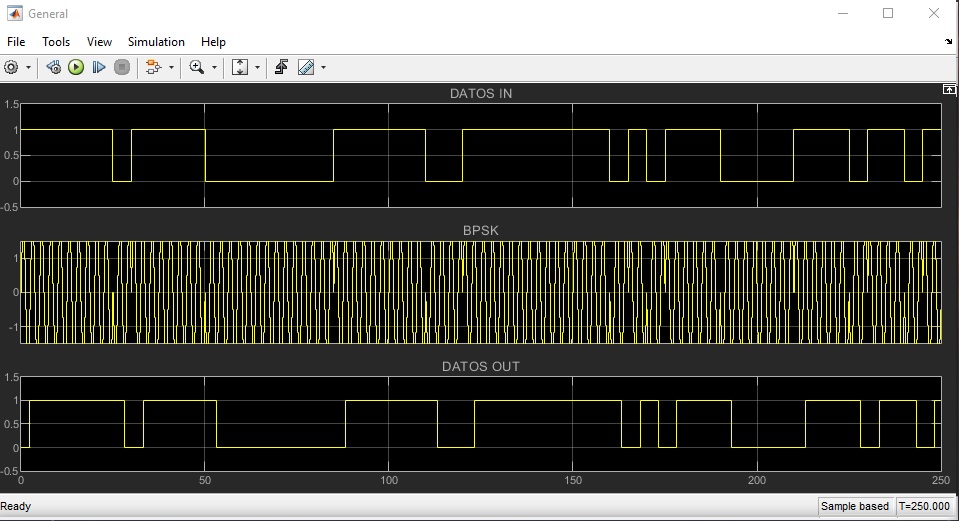 General
File Tools View Simulation Help
DATOS IN
1.5
1
0.5
0
-0.5
BPSK
1
0
-1
DATOS OUT
1.5
1
0.5
0
-0.5
0 50 100 150 200 250
Ready Sample based T=250.000